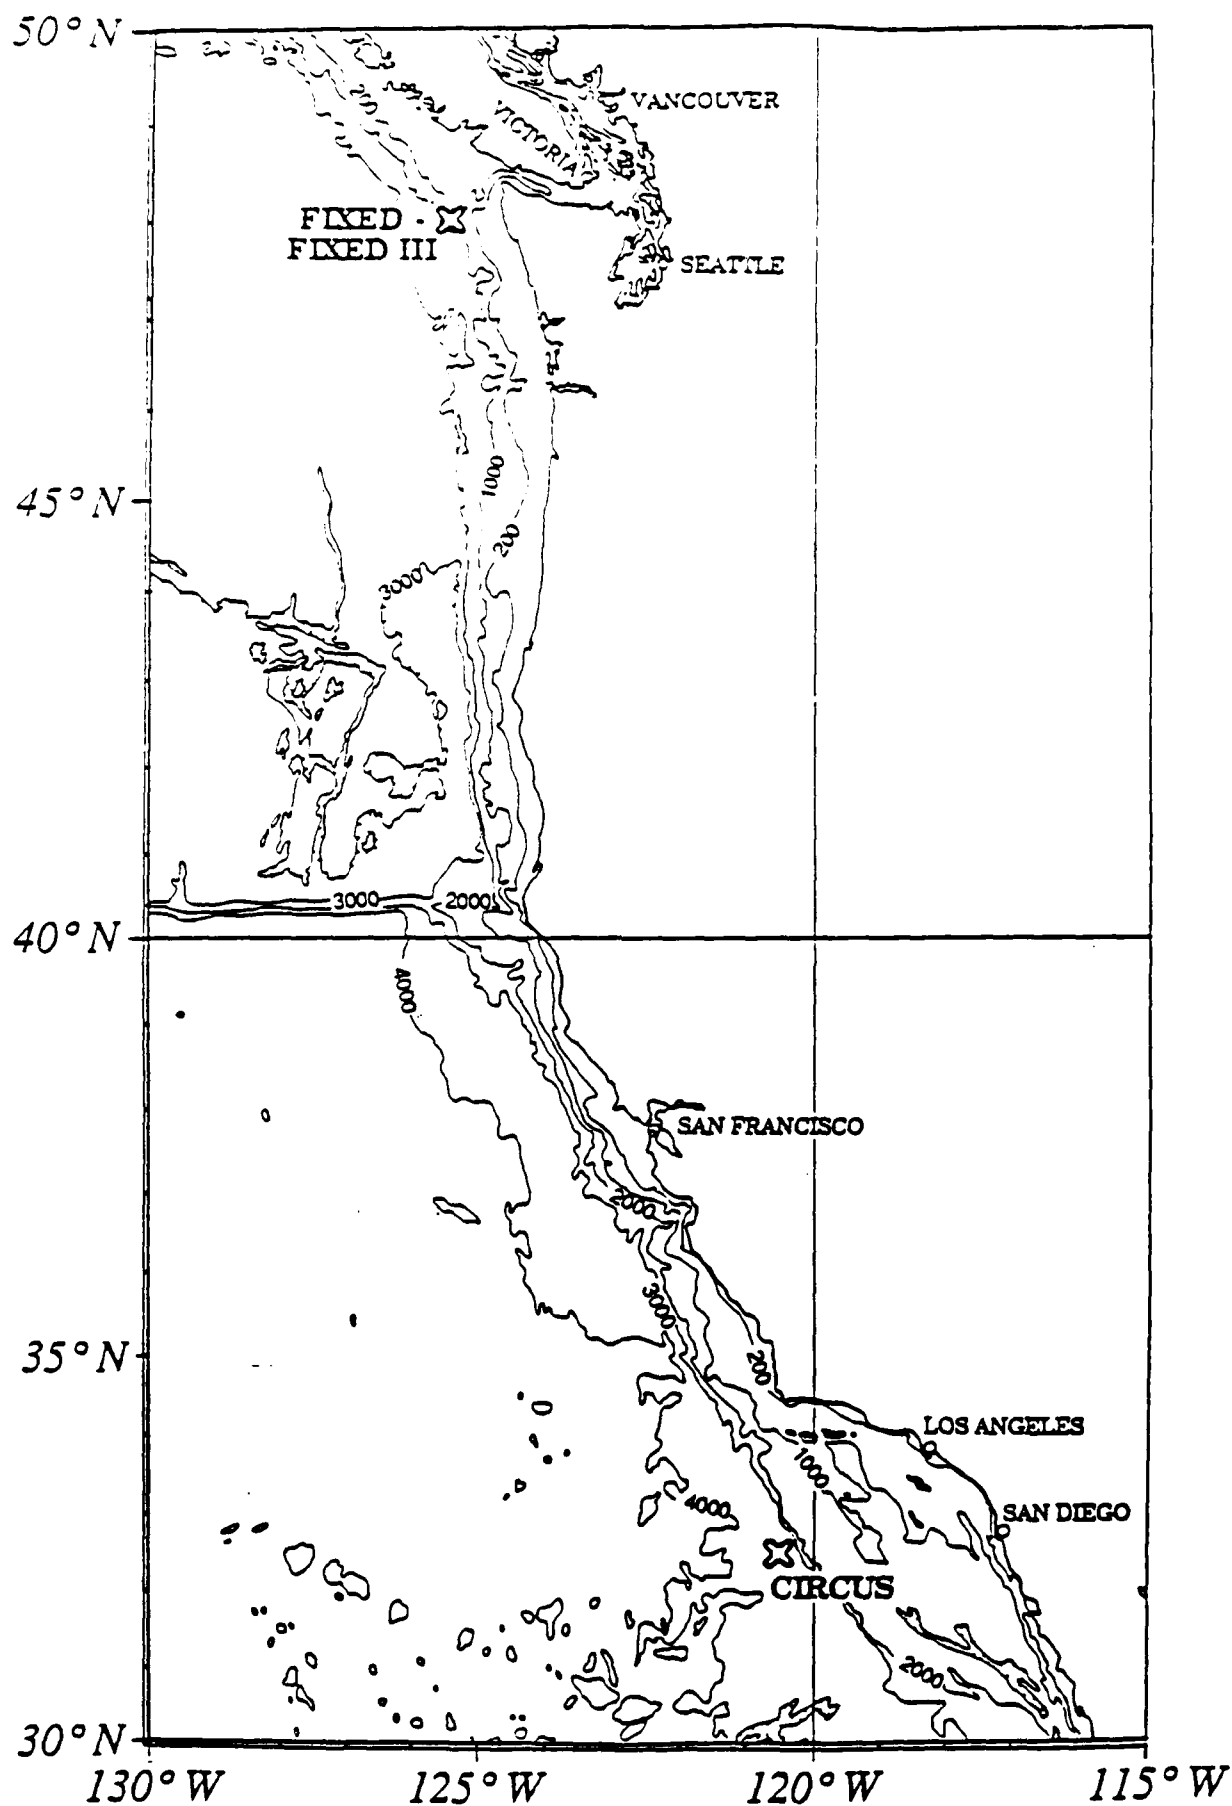 50°N
VANCOUVER
VICTORIA
FIXED -
FIXED III
SEATTLE
1000
45°N
200
3000
3000
2000
40°N
4000
SAN FRANCISCO
2000
3000
35°N
200
LOS ANGELES
1000
4000
SAN DIEGO
CIRCUS
2000
30°N
130°W
125°W
120°W
115°W